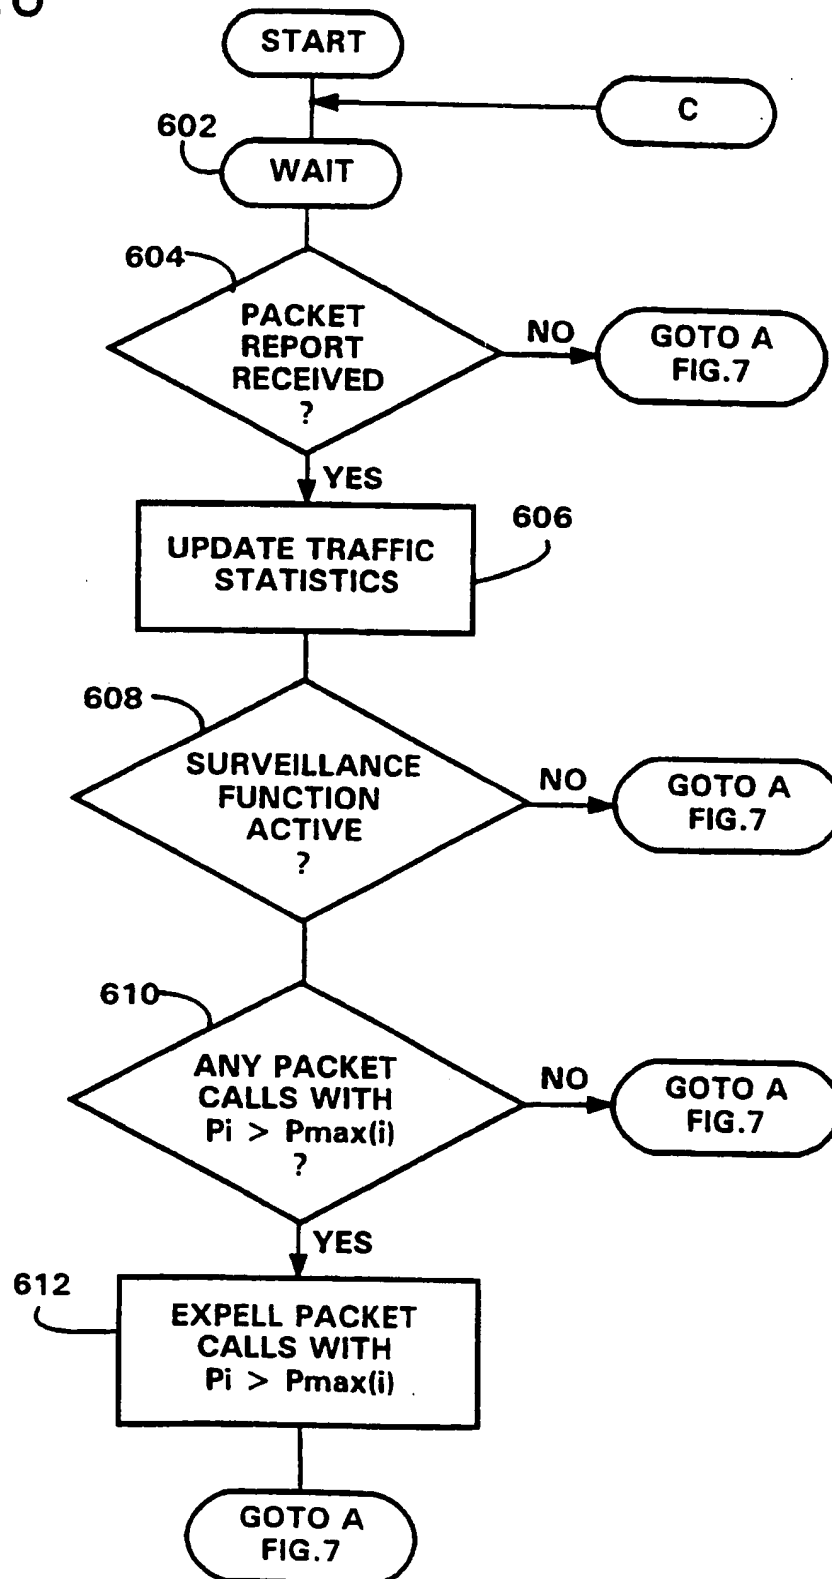 START
C
602
WAIT
604
PACKET
REPORT
RECEIVED
?
NO
GOTO A
FIG.7
YES
606
UPDATE TRAFFIC
STATISTICS
608
SURVEILLANCE
FUNCTION
ACTIVE
?
NO
GOTO A
FIG.7
610
ANY PACKET
CALLS WITH
Pi > Pmax(i)
?
NO
GOTO A
FIG.7
YES
612
EXPELL PACKET
CALLS WITH
Pi > Pmax(i)
GOTO A
FIG.7